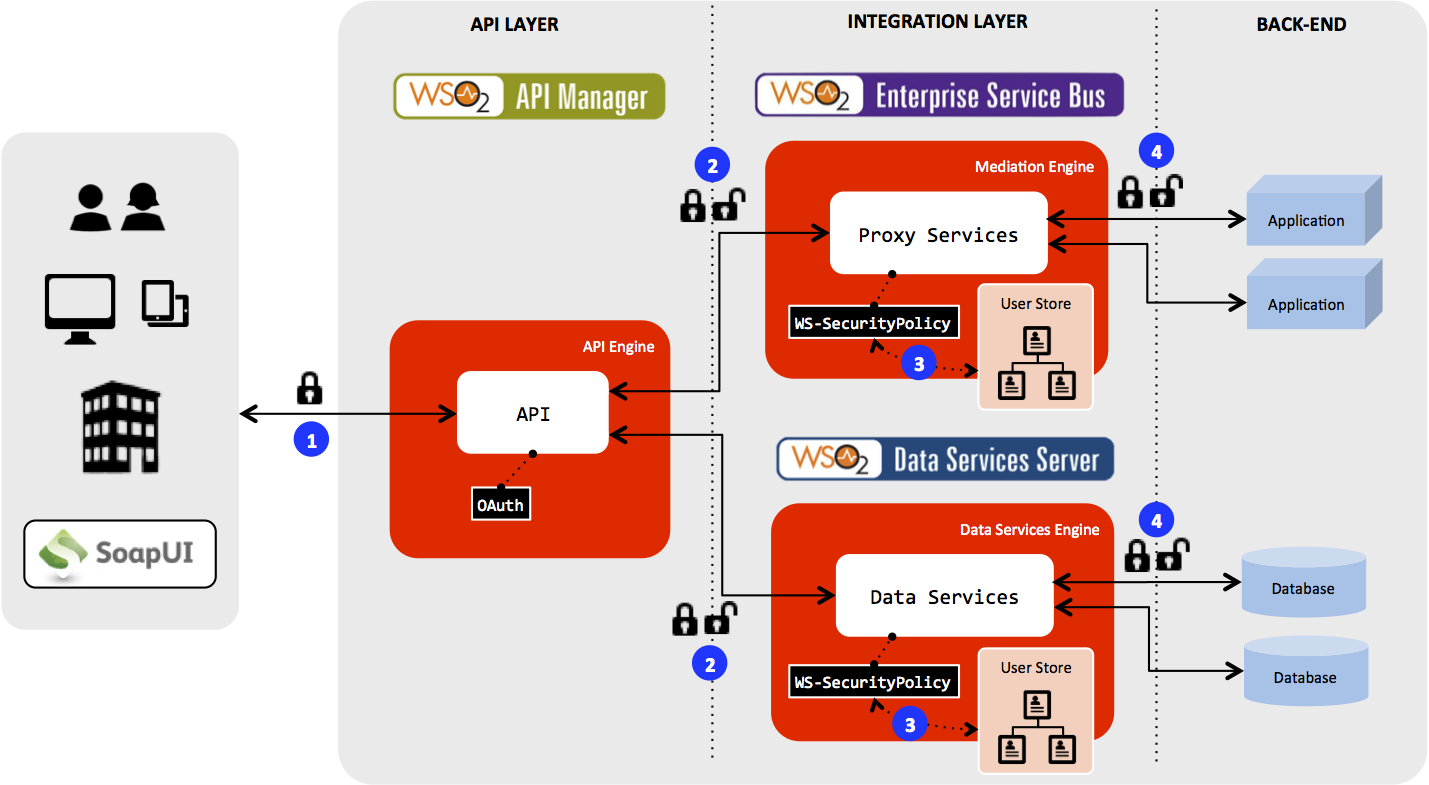 API LAYER
INTEGRATION LAYER
BACK-END
WSO2 API Manager
WSO2 Enterprise Service Bus
2
4
Mediation Engine
Proxy Services
Application
Application
User Store
WS-SecurityPolicy
3
API Engine
API
1
OAuth
WSO2 Data Services Server
SoapUI
4
Data Services Engine
Data Services
Database
2
User Store
WS-SecurityPolicy
Database
3